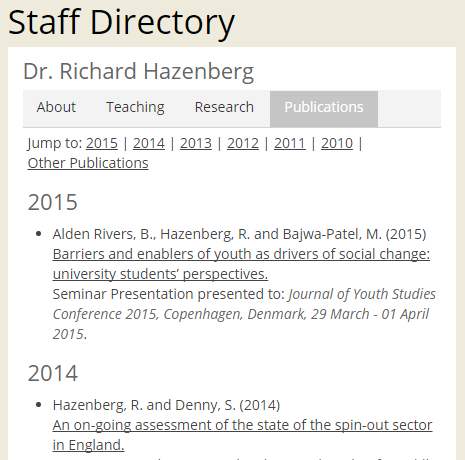 Staff Directory
Dr. Richard Hazenberg
About Teaching Research Publications
Jump to: 2015 | 2014 | 2013 | 2012 | 2011 | 2010 |
Other Publications
2015
• Alden Rivers, B., Hazenberg, R. and Bajwa-Patel, M. (2015)
Barriers and enablers of youth as drivers of social change:
university students’ perspectives.
Seminar Presentation presented to: Journal of Youth Studies
Conference 2015, Copenhagen, Denmark, 29 March - 01 April
2015.
2014
• Hazenberg, R. and Denny, S. (2014)
An on-going assessment of the state of the spin-out sector
in England.